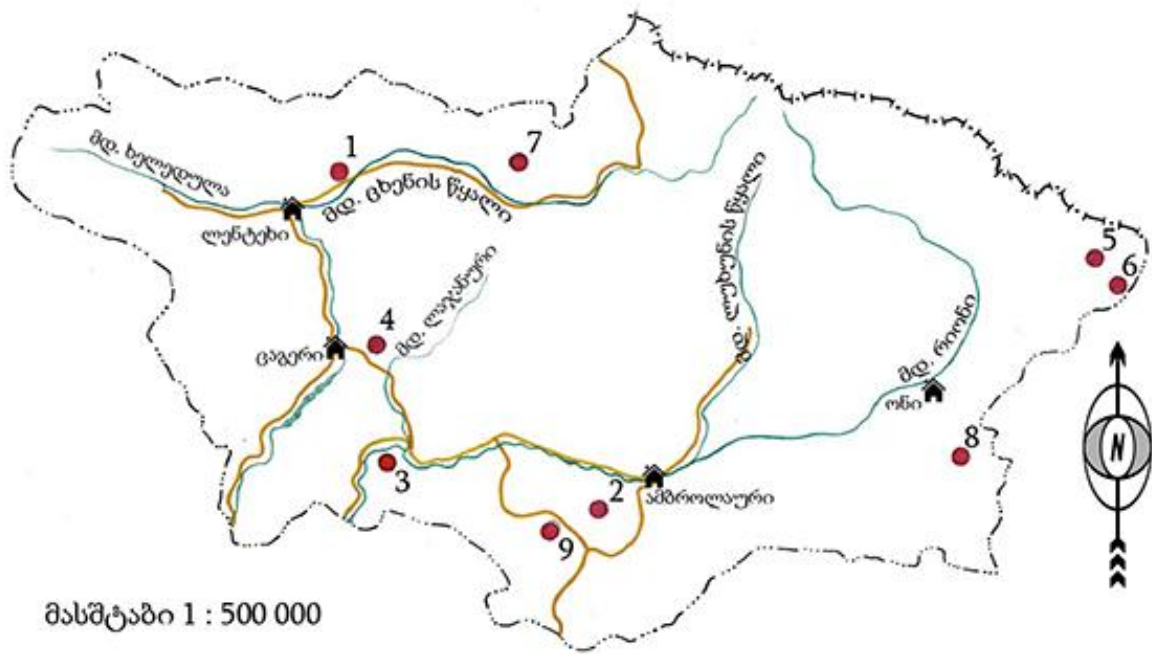 მდ. ხელედულა
1
7
მდ. ცხენის წყალი
ლენტეხი
მდ. ლუხუნის წყალი
5
6
მდ. ლაჯანური
4
ცაგერი
მდ. რიონი
ონი
N
8
3
2
ამბროლაური
9
მასშტაბი 1 : 500 000